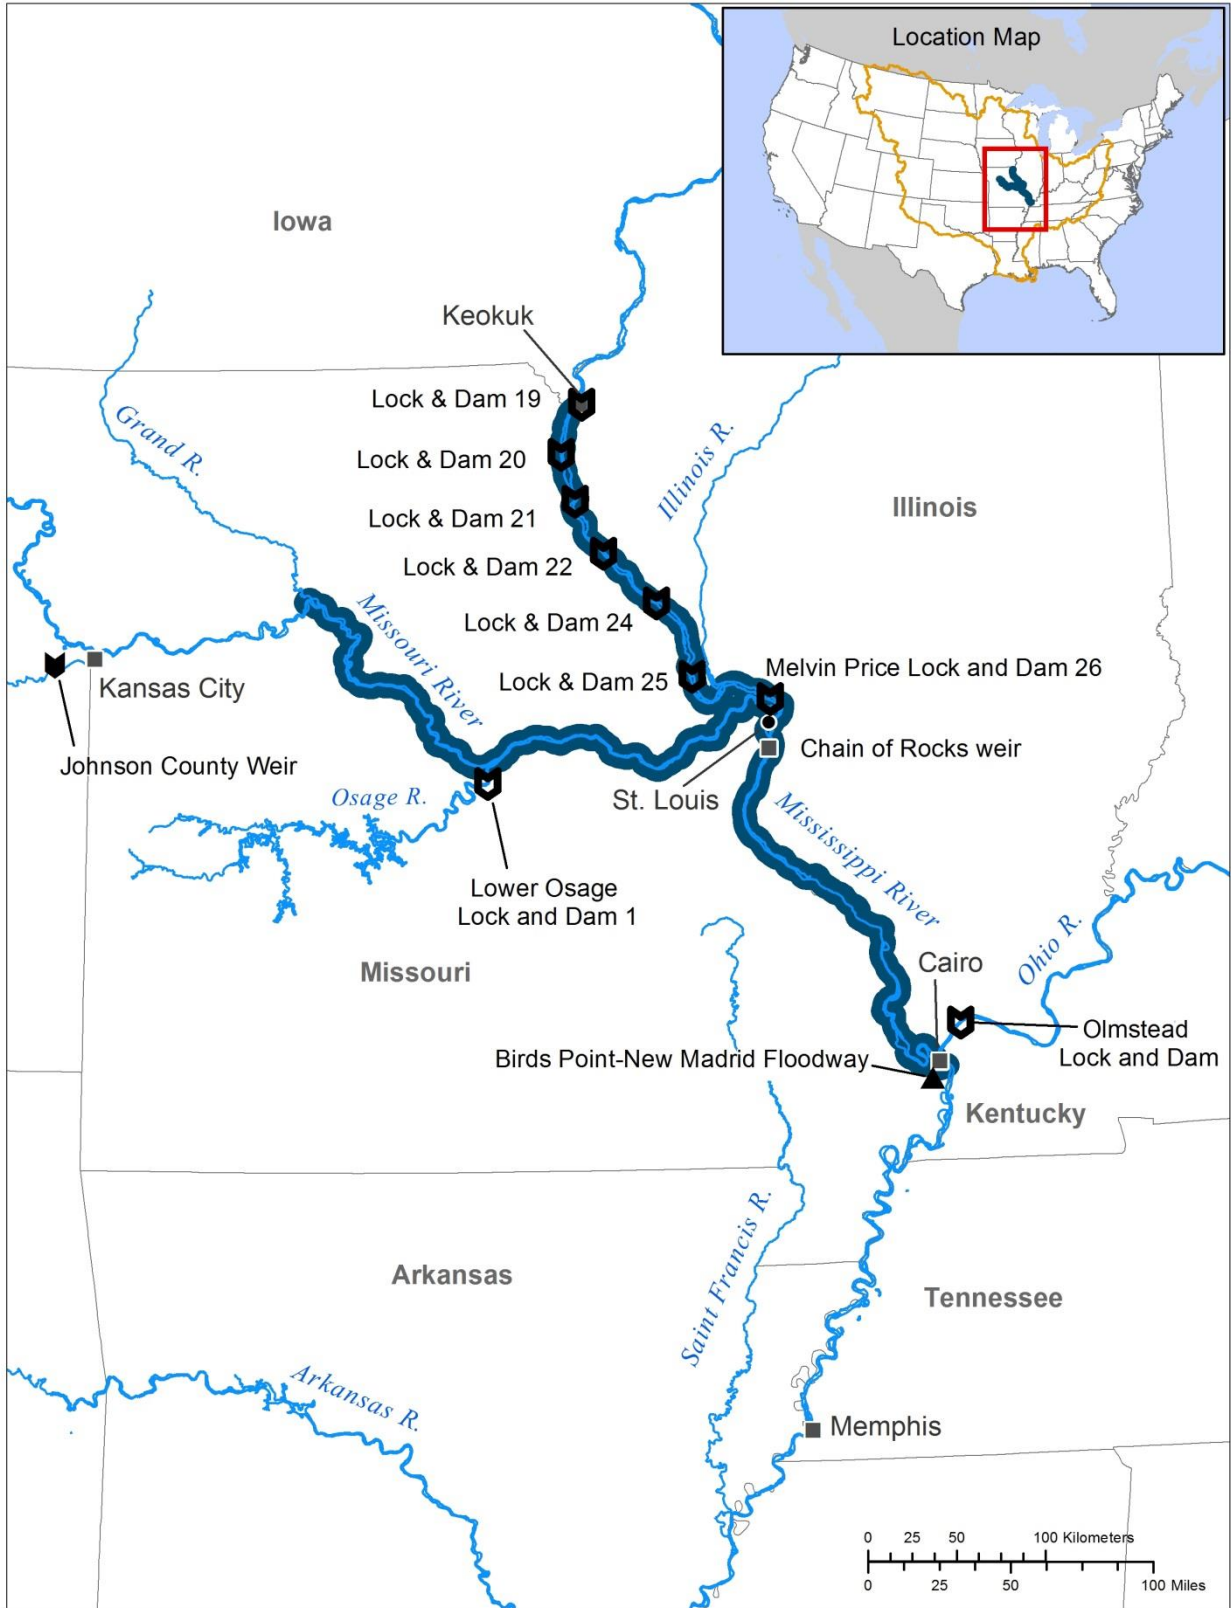 Location Map
Iowa
Keokuk
Lock & Dam 19
Grand R.
Lock & Dam 20
Illinois R.
Illinois
Lock & Dam 21
Lock & Dam 22
Missouri River
Lock & Dam 24
Lock & Dam 25
Melvin Price Lock and Dam 26
Kansas City
Johnson County Weir
Chain of Rocks weir
Osage R.
St. Louis
Mississippi River
Lower Osage
Lock and Dam 1
Missouri
Cairo
Ohio R.
Olmstead
Lock and Dam
Birds Point-New Madrid Floodway
Kentucky
Saint Francis R.
Arkansas
Tennessee
Arkansas R.
Memphis
0 25 50 100 Kilometers
0 25 50 100 Miles